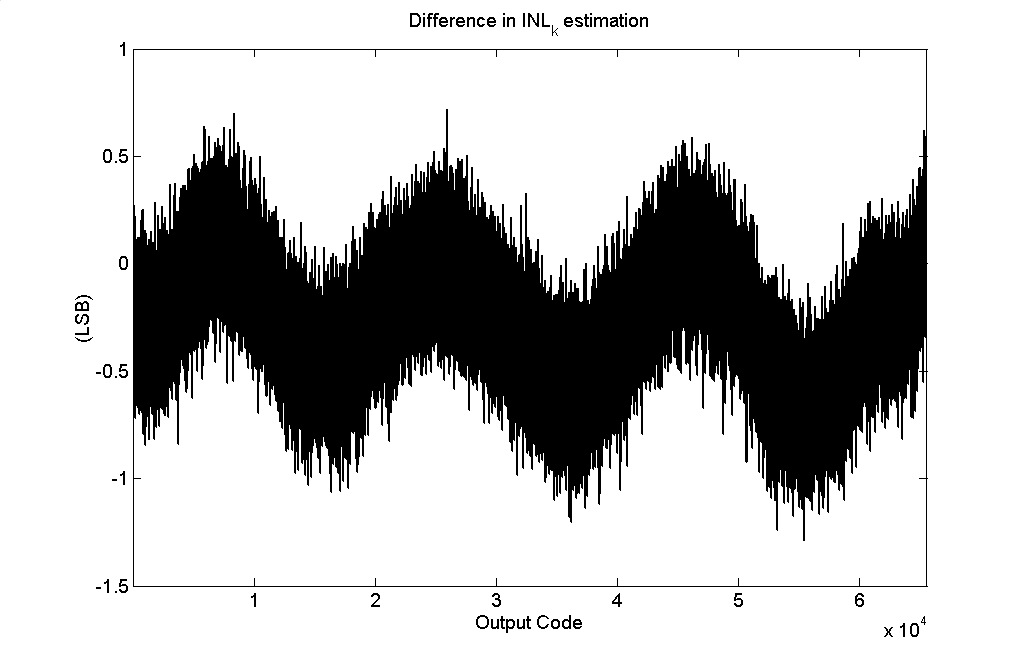 Difference in INLk estimation
1
0.5
0
-0.5
-1
-1.5
(LSB)
1 2 3 4 5 6
Output Code
x 10^4